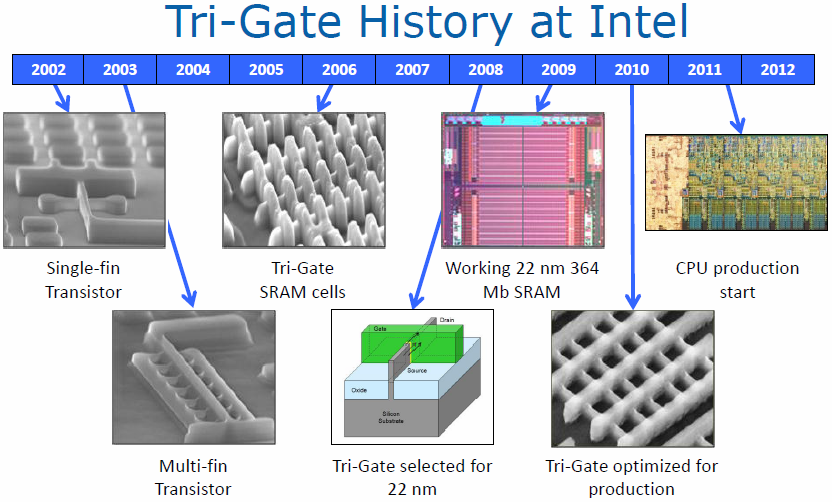 Tri-Gate History at Intel
2002 2003 2004 2005 2006 2007 2008 2009 2010 2011 2012
Single-fin
Transistor
Tri-Gate
SRAM cells
Working 22 nm 364
Mb SRAM
CPU production
start
Drain
Gate
Source
Oxide
Silicon
Substrate
Multi-fin
Transistor
Tri-Gate selected for
22 nm
Tri-Gate optimized for
production